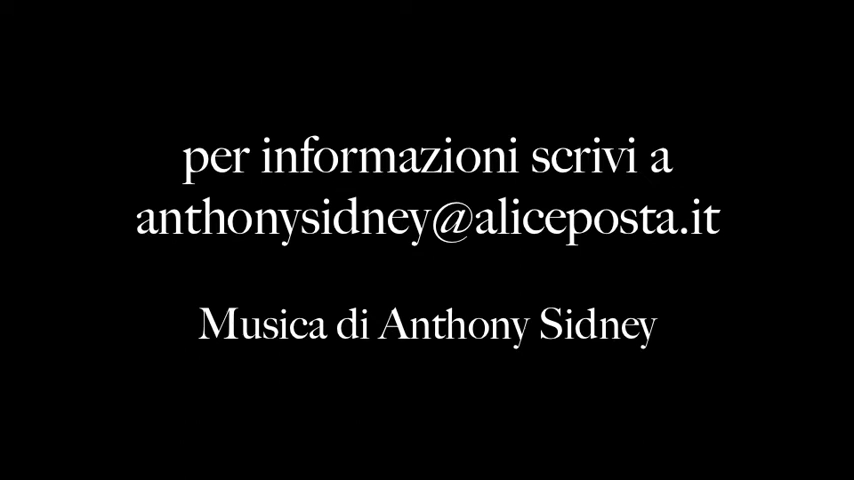 per informazioni scrivi a
anthonysidney@aliceposta.it
Musica di Anthony Sidney